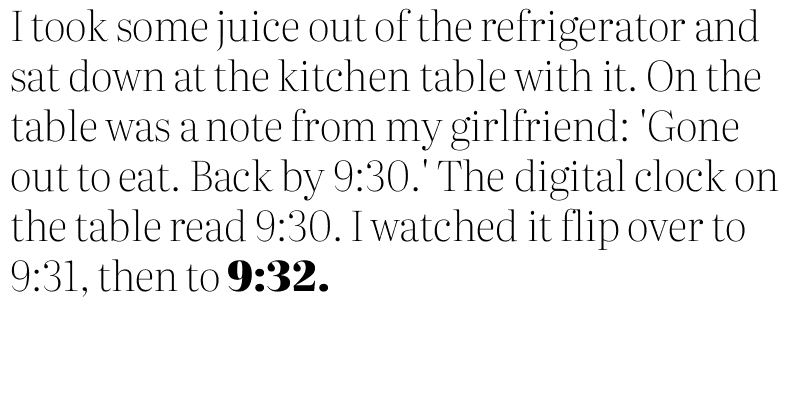 I took some juice out of the refrigerator and
sat down at the kitchen table with it. On the
table was a note from my girlfriend: 'Gone
out to eat. Back by 9:30.' The digital clock on
the table read 9:30. I watched it flip over to
9:31, then to 9:32.